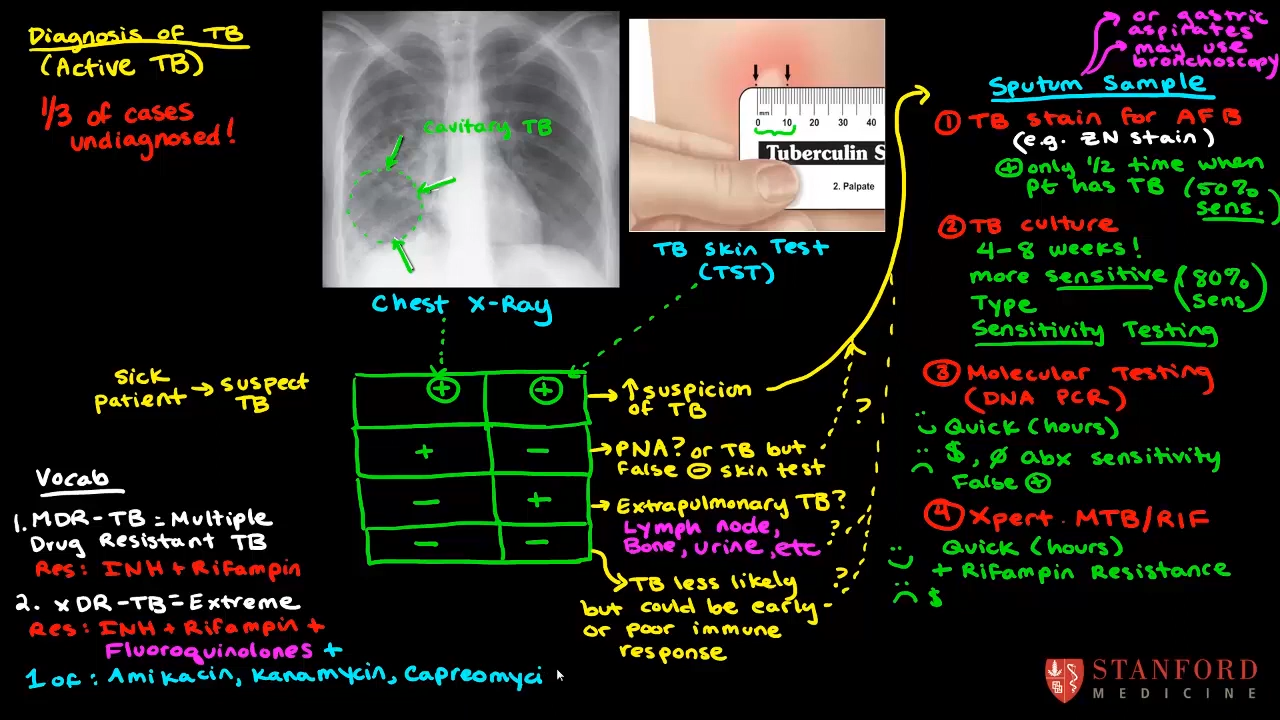 Diagnosis of TB
(Active TB)
1/3 of cases
undiagnosed!
Cavitary TB
Chest X-Ray
mm
0 10 20 30 40
Tuberculin S
2. Palpate
TB skin Test
(TST)
or gastric
aspirates
may use
bronchoscopy
Sputum Sample
① TB stain for AFB
(e.g. ZN stain)
⊕ only 1/2 time when
pt has TB (50%
sens.)
② TB culture
4-8 weeks!
more sensitive (80%
sens)
Type
Sensitivity Testing
③ Molecular Testing
(DNA PCR)
Quick (hours)
$, ∅ abx sensitivity
False ⊕
④ Xpert MTB/RIF
Quick (hours)
+ Rifampin Resistance
$
sick
patient → suspect
TB
⊕ ⊕
→ ↑ suspicion
of TB
+ −
→ PNA? or TB but
False ⊖ skin test
− +
→ Extrapulmonary TB?
Lymph node,
Bone, urine, etc
− −
TB less likely
but could be early
or poor immune
response
?
?
?
Vocab
1. MDR-TB = Multiple
Drug Resistant TB
Res: INH + Rifampin
2. XDR-TB = Extreme
Res: INH + Rifampin +
Fluoroquinolones +
1 of: Amikacin, Kanamycin, Capreomyci
STANFORD
MEDICINE